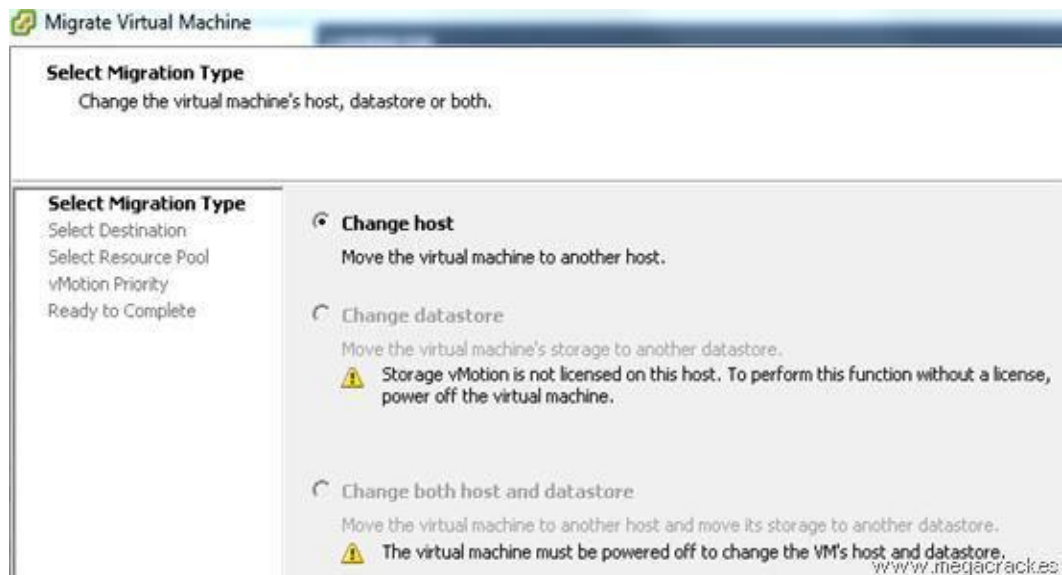 Migrate Virtual Machine
Select Migration Type
Change the virtual machine's host, datastore or both.
Select Migration Type
Select Destination
Select Resource Pool
vMotion Priority
Ready to Complete
Change host
Move the virtual machine to another host.
Change datastore
Move the virtual machine's storage to another datastore.
Storage vMotion is not licensed on this host. To perform this function without a license,
power off the virtual machine.
Change both host and datastore
Move the virtual machine to another host and move its storage to another datastore.
The virtual machine must be powered off to change the VM's host and datastore.
www.megacrack.es